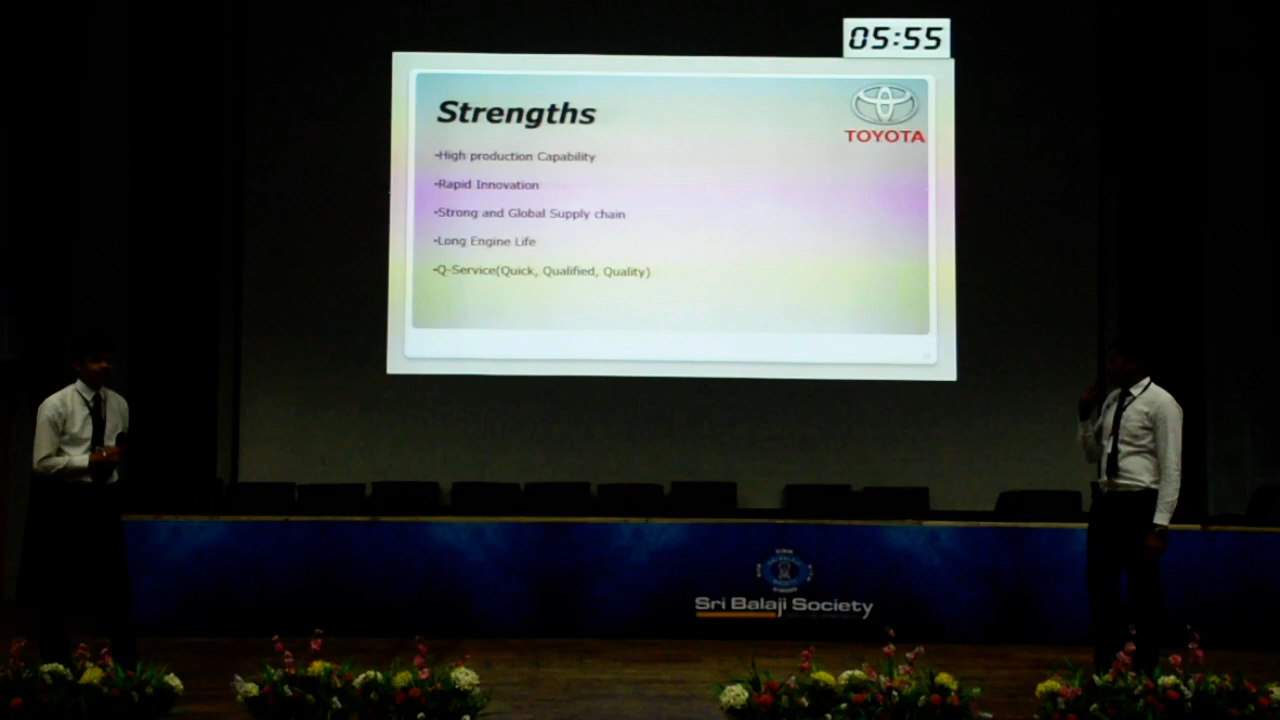 05:55
Strengths
TOYOTA
-High production Capability
-Rapid Innovation
-Strong and Global Supply chain
-Long Engine Life
-Q-Service(Quick, Qualified, Quality)
Sri Balaji Society